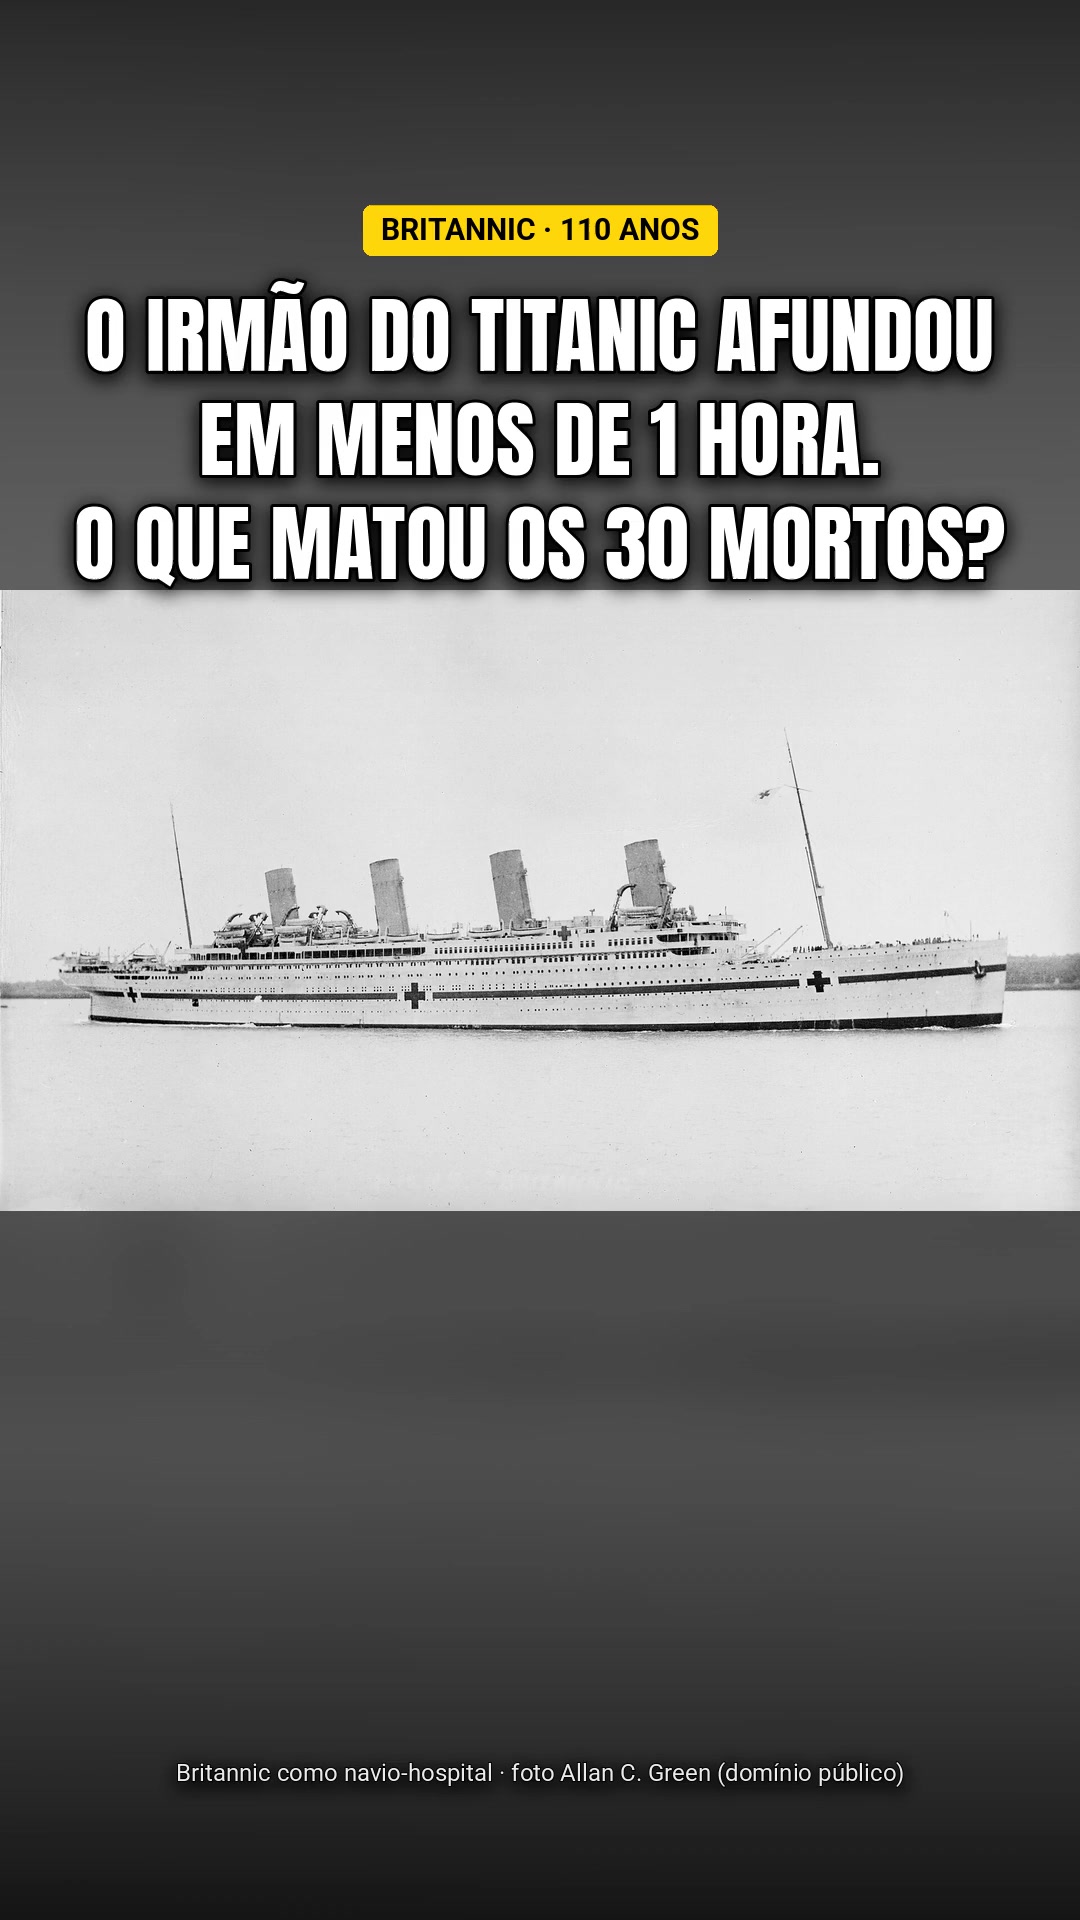 BRITANNIC · 110 ANOS
O IRMÃO DO TITANIC AFUNDOU
EM MENOS DE 1 HORA.
O QUE MATOU OS 30 MORTOS?
Britannic como navio-hospital · foto Allan C. Green (domínio público)